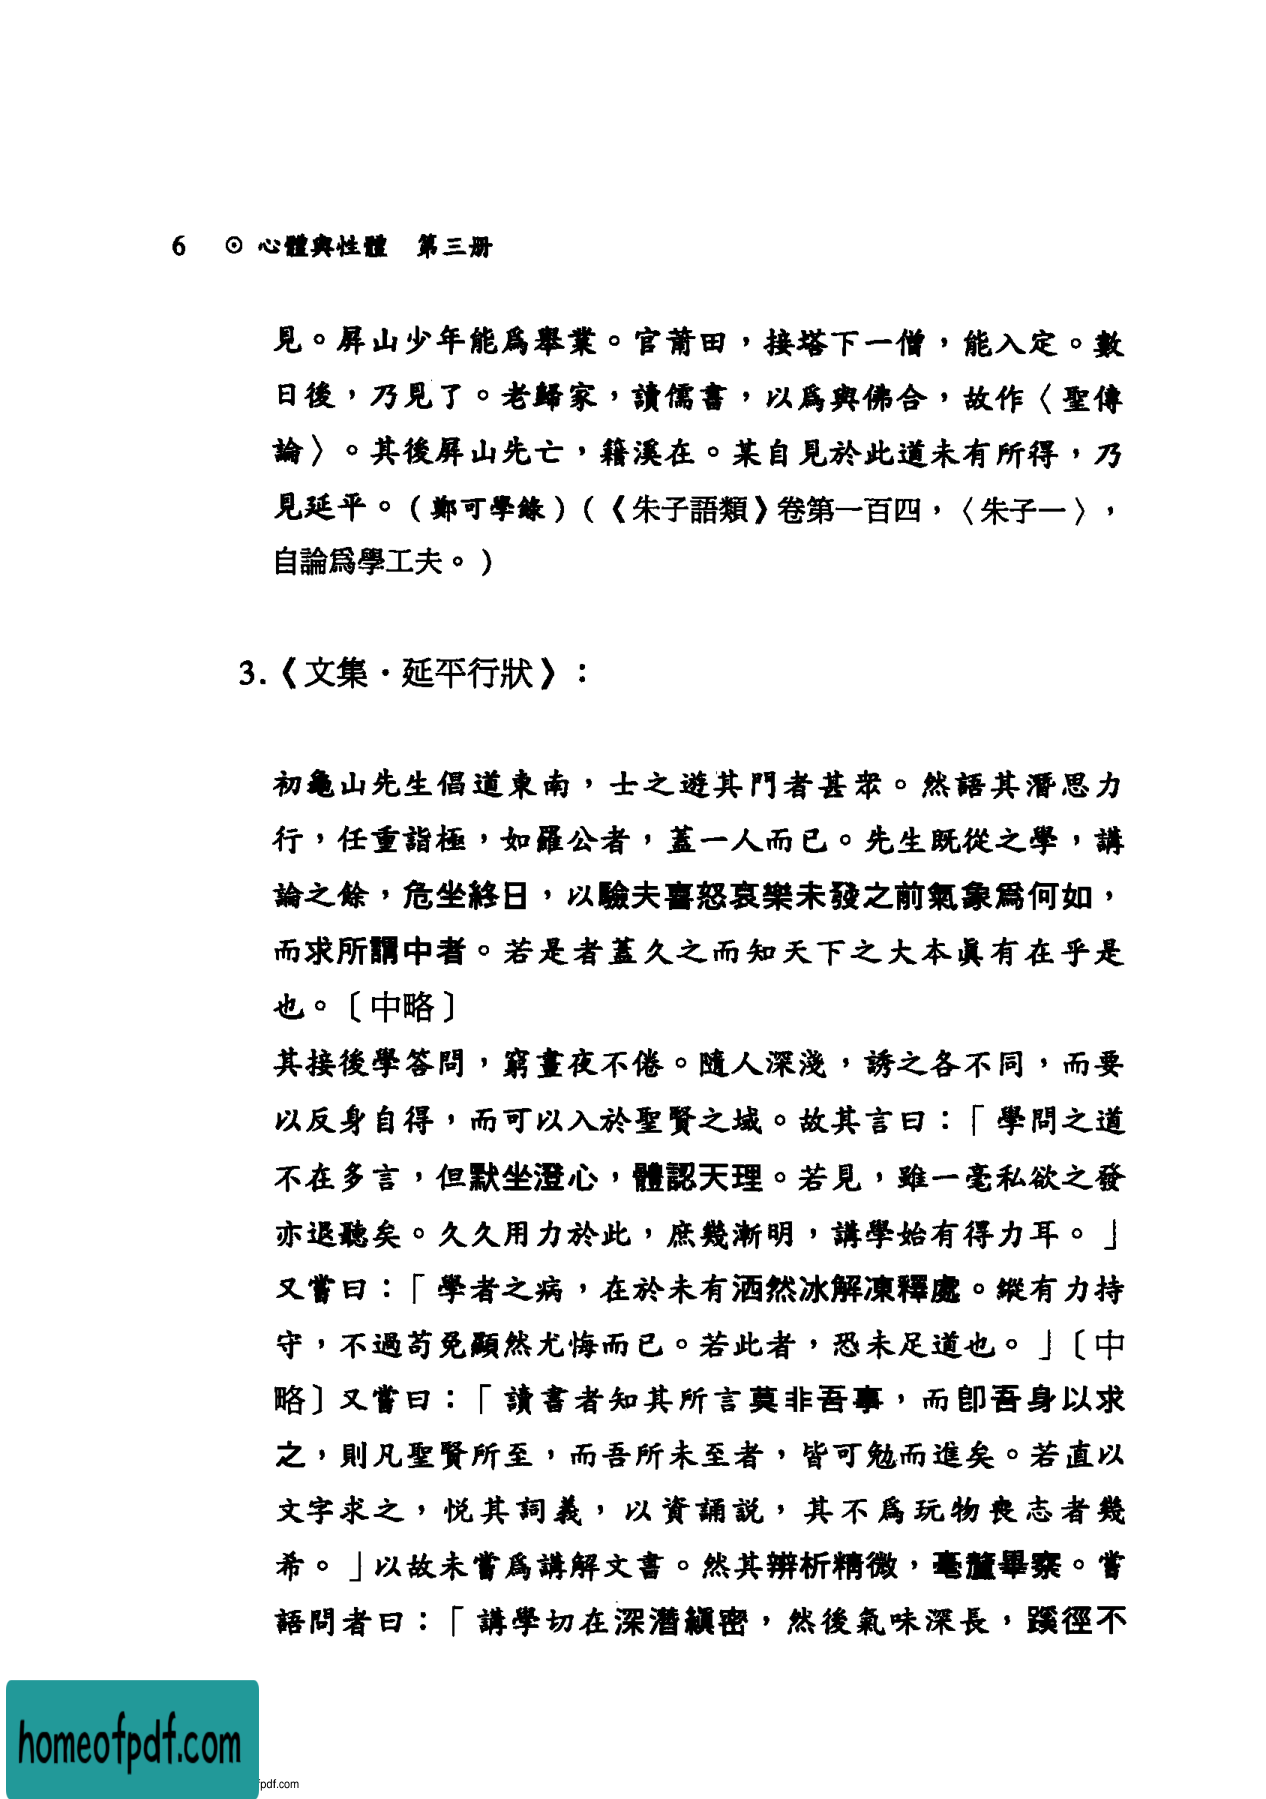 6 ⊙ 心體與性體 第三册
見。屏山少年能爲舉業。官莆田，接塔下一僧，能入定。數
日後，乃見了。老歸家，讀儒書，以爲與佛合，故作〈聖傳
論〉。其後屏山先亡，籍溪在。某自見於此道未有所得，乃
見延平。(鄭可學錄)(《朱子語類》卷第一百四，〈朱子一〉，
自論爲學工夫。)
3.《文集·延平行狀》：
初龜山先生倡道東南，士之遊其門者甚衆。然語其潛思力
行，任重詣極，如羅公者，蓋一人而已。先生既從之學，講
論之餘，危坐終日，以驗夫喜怒哀樂未發之前氣象爲何如，
而求所謂中者。若是者蓋久之而知天下之大本眞有在乎是
也。〔中略〕
其接後學答問，窮晝夜不倦。隨人深淺，誘之各不同，而要
以反身自得，而可以入於聖賢之域。故其言曰：「學問之道
不在多言，但默坐澄心，體認天理。若見，雖一毫私欲之發
亦退聽矣。久久用力於此，庶幾漸明，講學始有得力耳。」
又嘗曰：「學者之病，在於未有洒然冰解凍釋處。縱有力持
守，不過苟免顯然尤悔而已。若此者，恐未足道也。」〔中
略〕又嘗曰：「讀書者知其所言莫非吾事，而卽吾身以求
之，則凡聖賢所至，而吾所未至者，皆可勉而進矣。若直以
文字求之，悅其詞義，以資誦說，其不爲玩物喪志者幾
希。」以故未嘗爲講解文書。然其辨析精微，毫釐畢察。嘗
語問者曰：「講學切在深潛縝密，然後氣味深長，蹊徑不
homeofpdf.com
fpdf.com